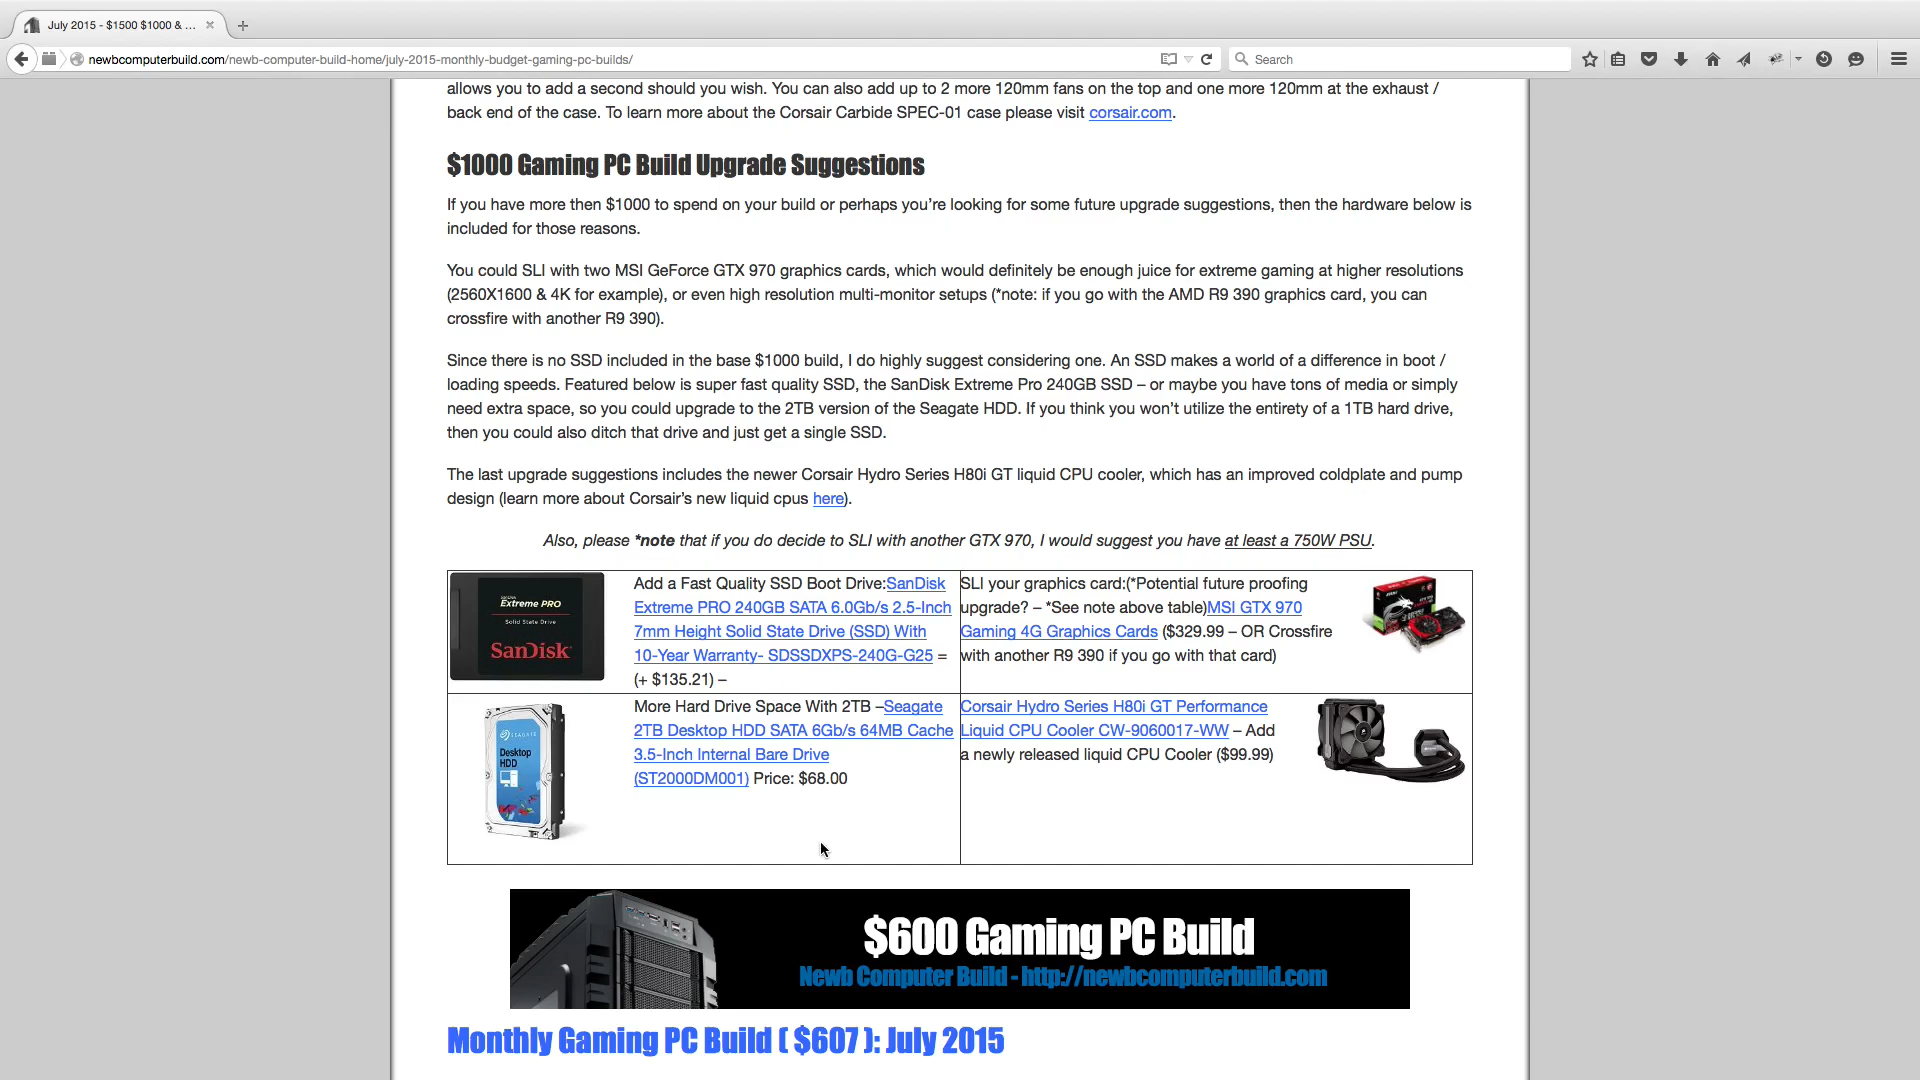 July 2015 - $1500 $1000 & ...
newbcomputerbuild.com/newb-computer-build-home/july-2015-monthly-budget-gaming-pc-builds/
Search
allows you to add a second should you wish. You can also add up to 2 more 120mm fans on the top and one more 120mm at the exhaust /
back end of the case. To learn more about the Corsair Carbide SPEC-01 case please visit corsair.com.
$1000 Gaming PC Build Upgrade Suggestions
If you have more then $1000 to spend on your build or perhaps you’re looking for some future upgrade suggestions, then the hardware below is
included for those reasons.
You could SLI with two MSI GeForce GTX 970 graphics cards, which would definitely be enough juice for extreme gaming at higher resolutions
(2560X1600 & 4K for example), or even high resolution multi-monitor setups (*note: if you go with the AMD R9 390 graphics card, you can
crossfire with another R9 390).
Since there is no SSD included in the base $1000 build, I do highly suggest considering one. An SSD makes a world of a difference in boot /
loading speeds. Featured below is super fast quality SSD, the SanDisk Extreme Pro 240GB SSD – or maybe you have tons of media or simply
need extra space, so you could upgrade to the 2TB version of the Seagate HDD. If you think you won’t utilize the entirety of a 1TB hard drive,
then you could also ditch that drive and just get a single SSD.
The last upgrade suggestions includes the newer Corsair Hydro Series H80i GT liquid CPU cooler, which has an improved coldplate and pump
design (learn more about Corsair’s new liquid cpus here).
Also, please *note that if you do decide to SLI with another GTX 970, I would suggest you have at least a 750W PSU.
SanDisk
Extreme PRO
Solid State Drive
SanDisk
Add a Fast Quality SSD Boot Drive:SanDisk
Extreme PRO 240GB SATA 6.0Gb/s 2.5-Inch
7mm Height Solid State Drive (SSD) With
10-Year Warranty- SDSSDXPS-240G-G25 =
(+ $135.21) –
SLI your graphics card:(*Potential future proofing
upgrade? – *See note above table)MSI GTX 970
Gaming 4G Graphics Cards ($329.99 – OR Crossfire
with another R9 390 if you go with that card)
SEAGATE
Desktop
HDD
More Hard Drive Space With 2TB –Seagate
2TB Desktop HDD SATA 6Gb/s 64MB Cache
3.5-Inch Internal Bare Drive
(ST2000DM001) Price: $68.00
Corsair Hydro Series H80i GT Performance
Liquid CPU Cooler CW-9060017-WW – Add
a newly released liquid CPU Cooler ($99.99)
$600 Gaming PC Build
Newb Computer Build - http://newbcomputerbuild.com
Monthly Gaming PC Build ( $607 ): July 2015